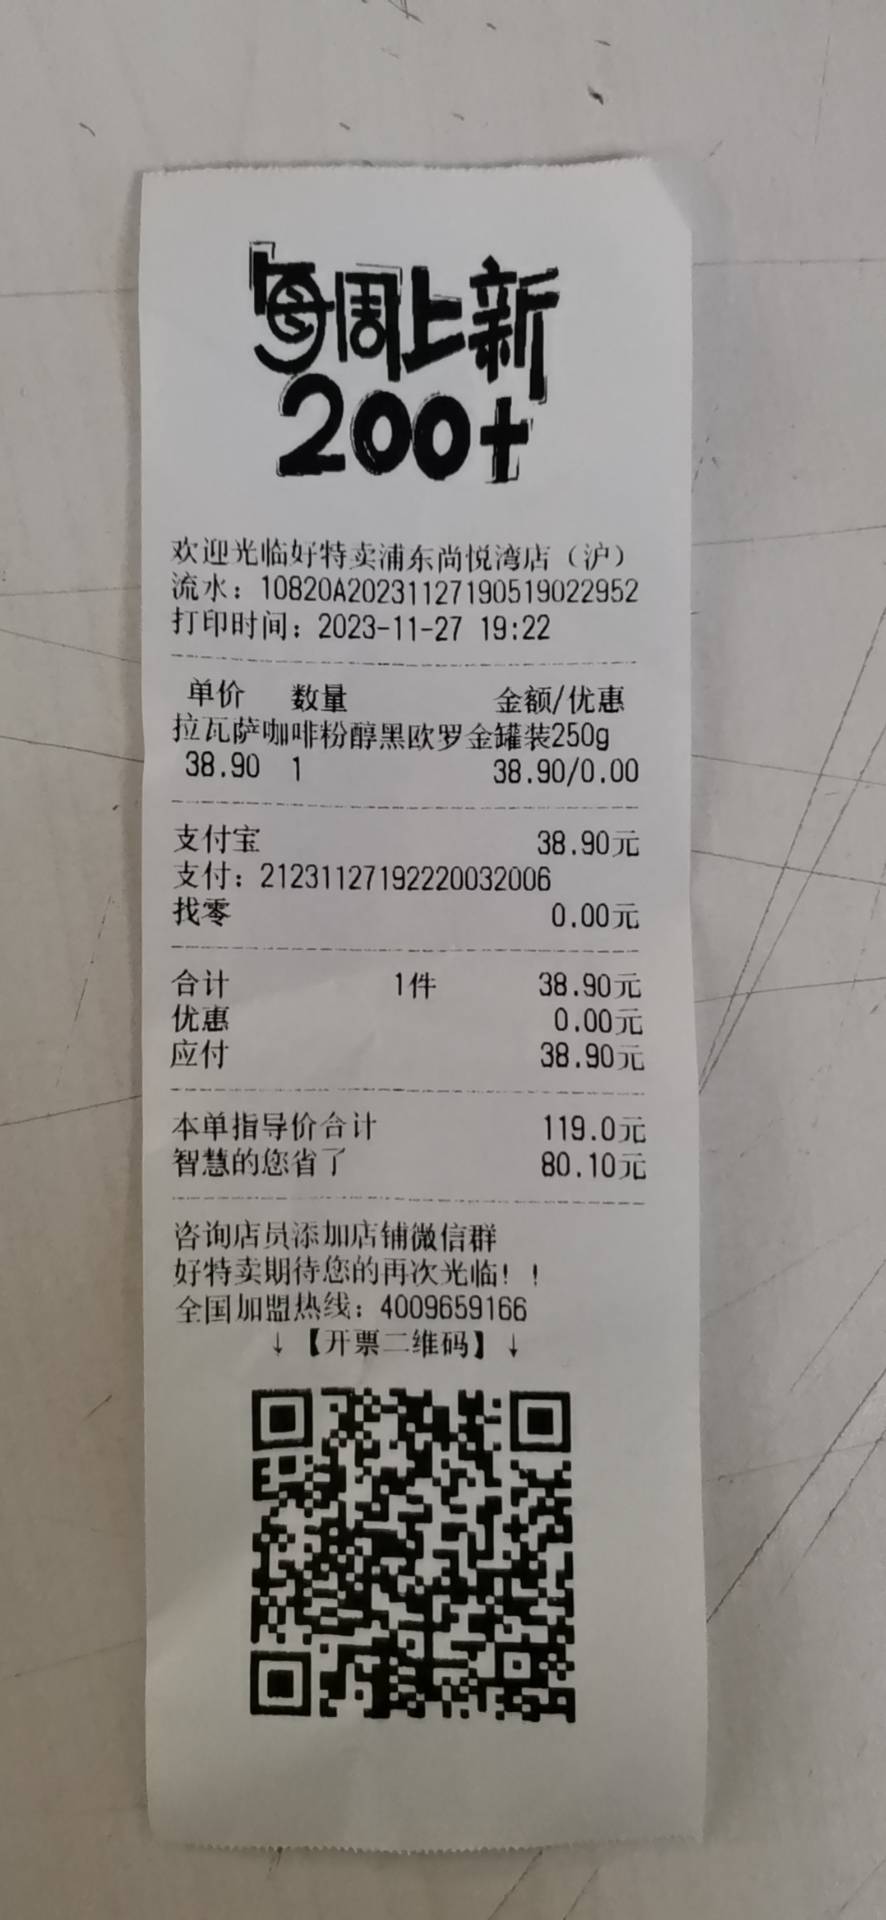 每周上新
200+
欢迎光临好特卖浦东尚悦湾店（沪）
流水：10820A20231127190519022952
打印时间：2023-11-27 19:22
单价 数量 金额/优惠
拉瓦萨咖啡粉醇黑欧罗金罐装250g
38.90 1 38.90/0.00
支付宝 38.90元
支付：21231127192220032006
找零 0.00元
合计 1件 38.90元
优惠 0.00元
应付 38.90元
本单指导价合计 119.0元
智慧的您省了 80.10元
咨询店员添加店铺微信群
好特卖期待您的再次光临！！
全国加盟热线：4009659166
↓【开票二维码】↓